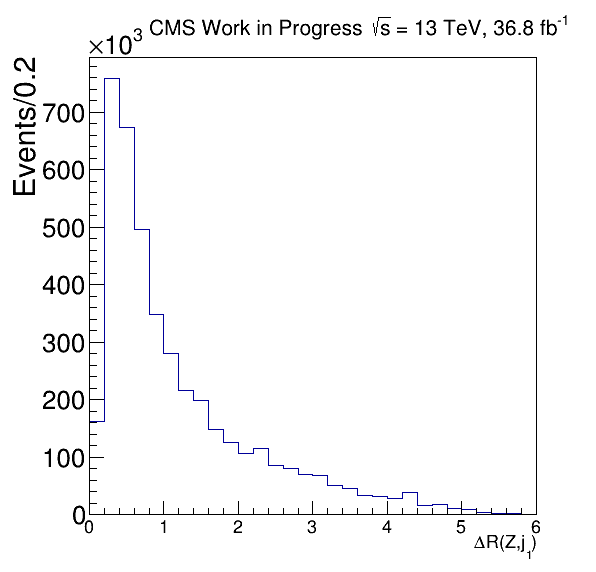 ×10³ CMS Work in Progress √s = 13 TeV, 36.8 fb⁻¹
Events/0.2
700
600
500
400
300
200
100
0
0 1 2 3 4 5 6
ΔR(Z,j₁)